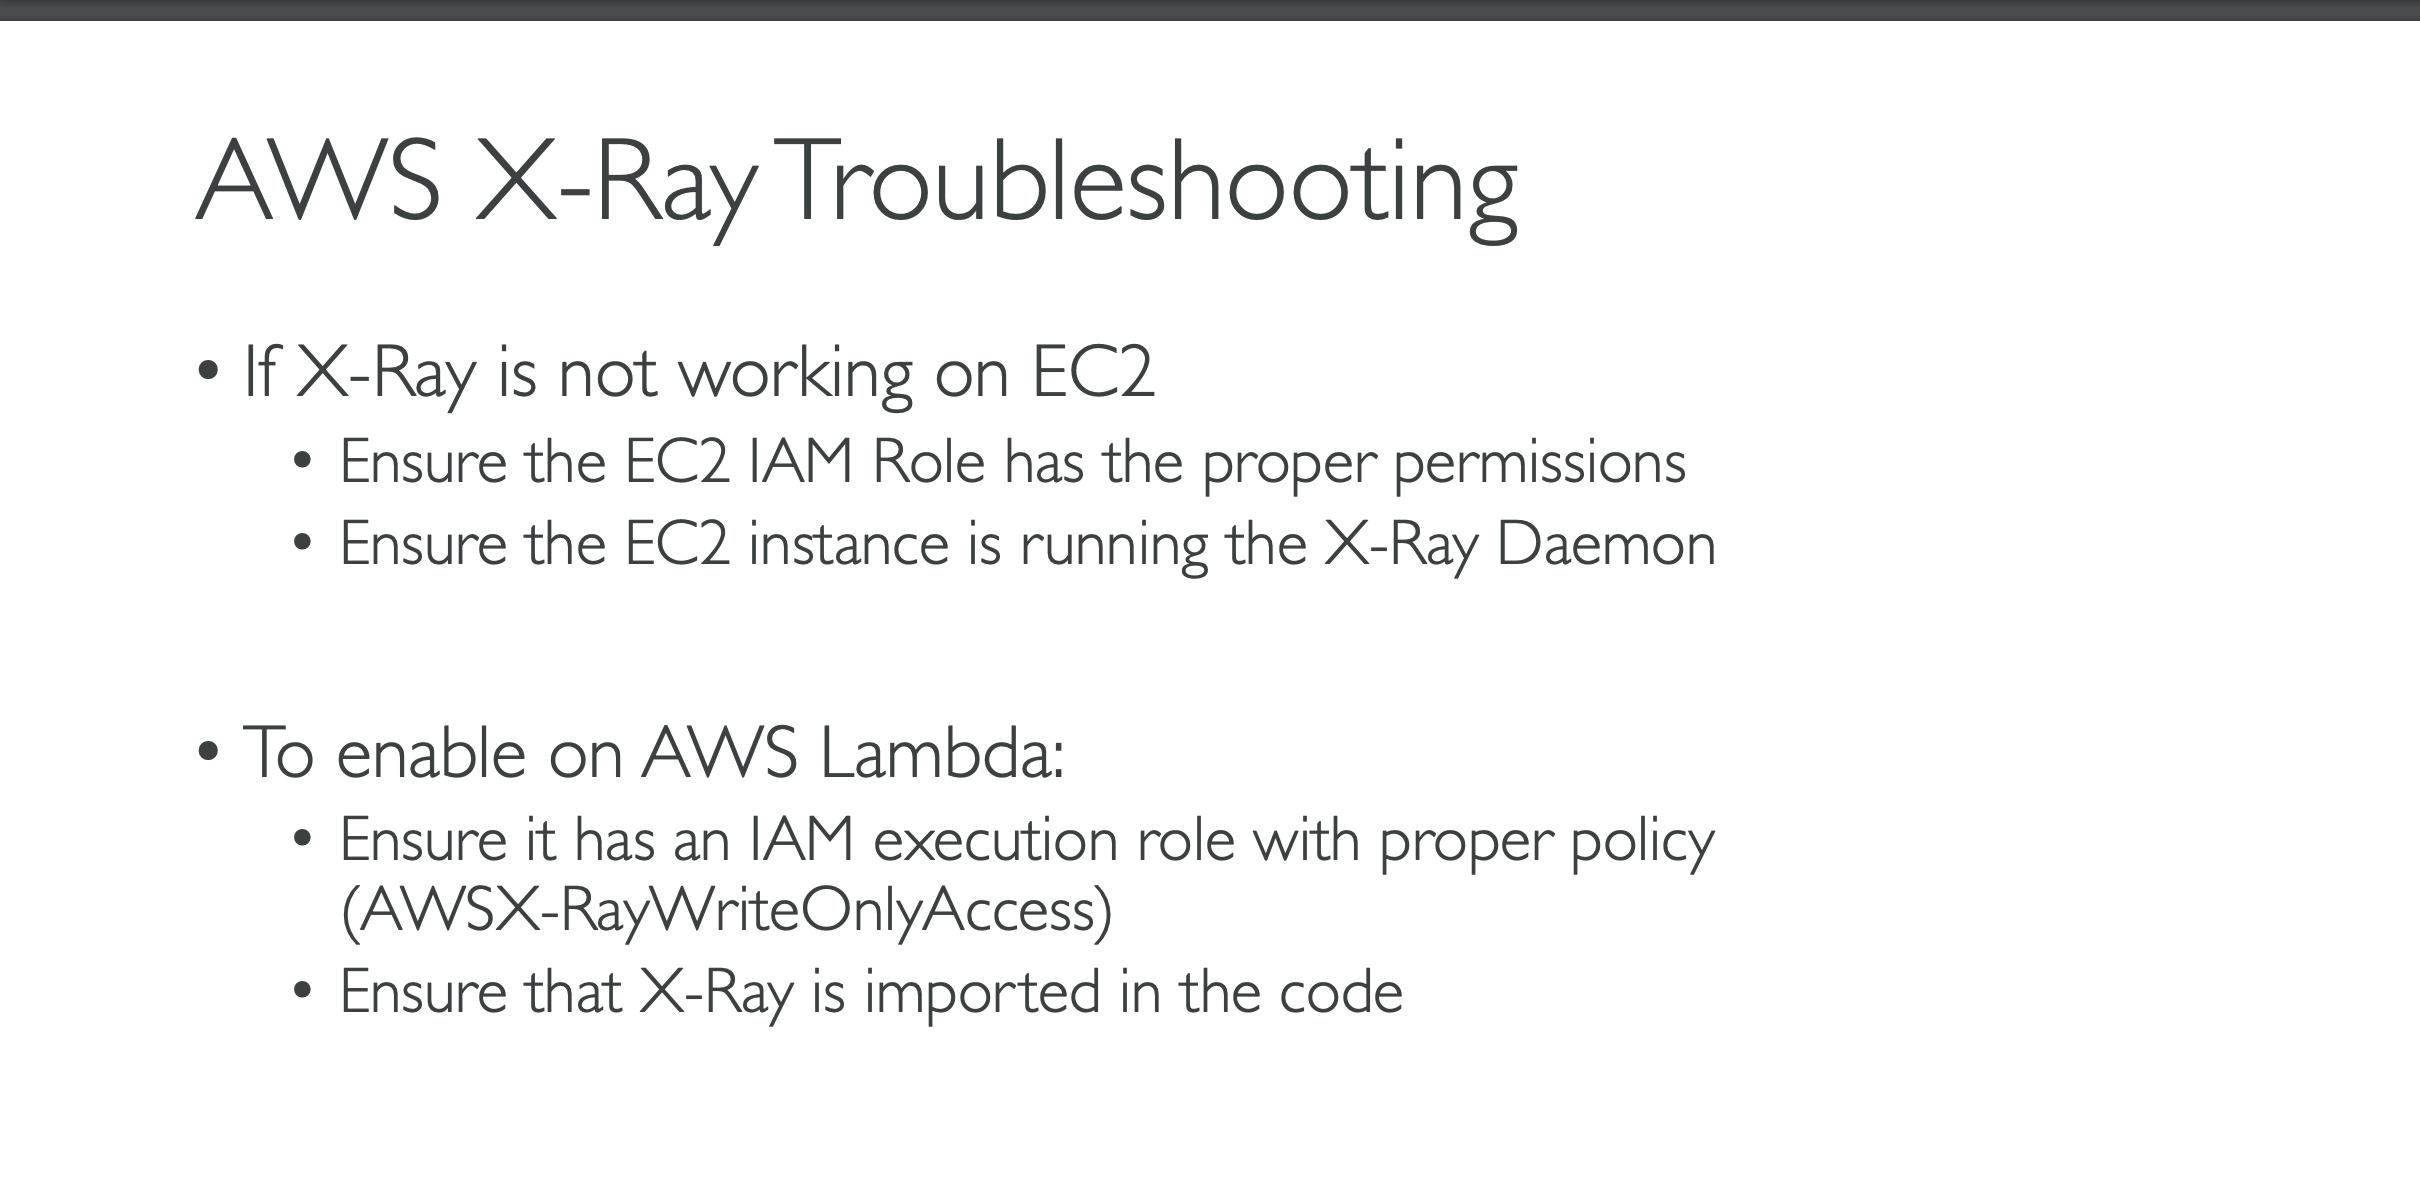 AWS X-Ray Troubleshooting
• If X-Ray is not working on EC2
• Ensure the EC2 IAM Role has the proper permissions
• Ensure the EC2 instance is running the X-Ray Daemon
• To enable on AWS Lambda:
• Ensure it has an IAM execution role with proper policy
(AWSX-RayWriteOnlyAccess)
• Ensure that X-Ray is imported in the code